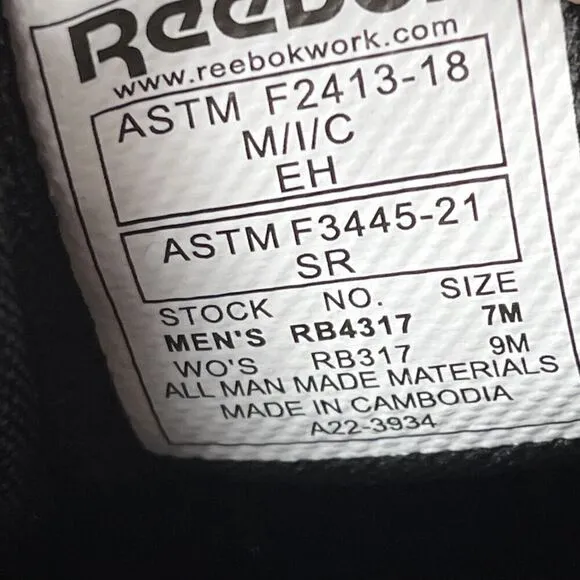 Reebok
www.reebokwork.com
ASTM F2413-18
M/I/C
EH
ASTM F3445-21
SR
STOCK NO. SIZE
MEN'S RB4317 7M
WO'S RB317 9M
ALL MAN MADE MATERIALS
MADE IN CAMBODIA
A22-3934